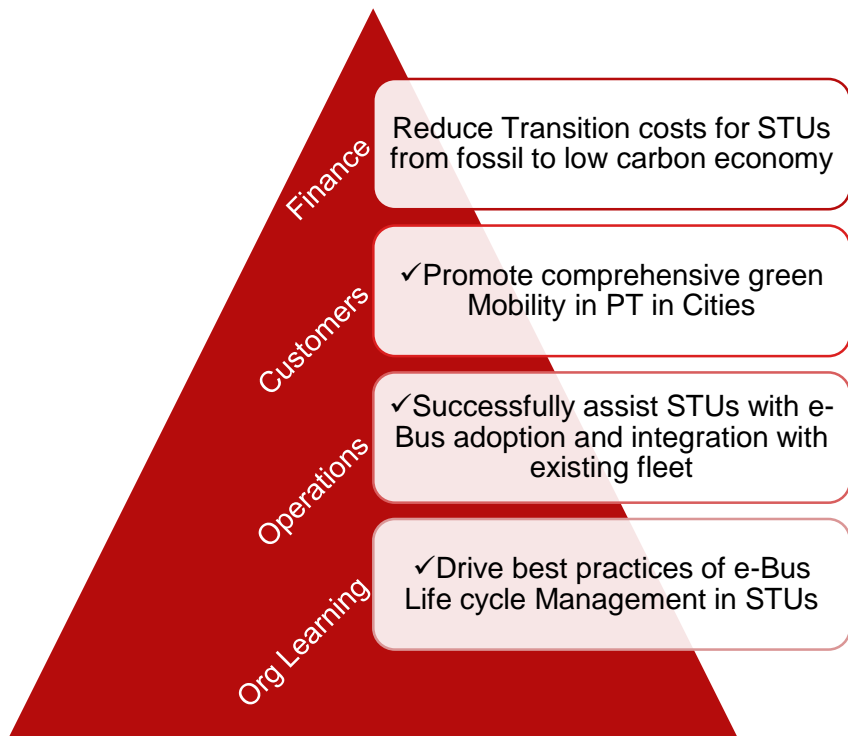 Finance
Reduce Transition costs for STUs
from fossil to low carbon economy
Customers
✓Promote comprehensive green
Mobility in PT in Cities
Operations
✓Successfully assist STUs with e-
Bus adoption and integration with
existing fleet
Org Learning
✓Drive best practices of e-Bus
Life cycle Management in STUs